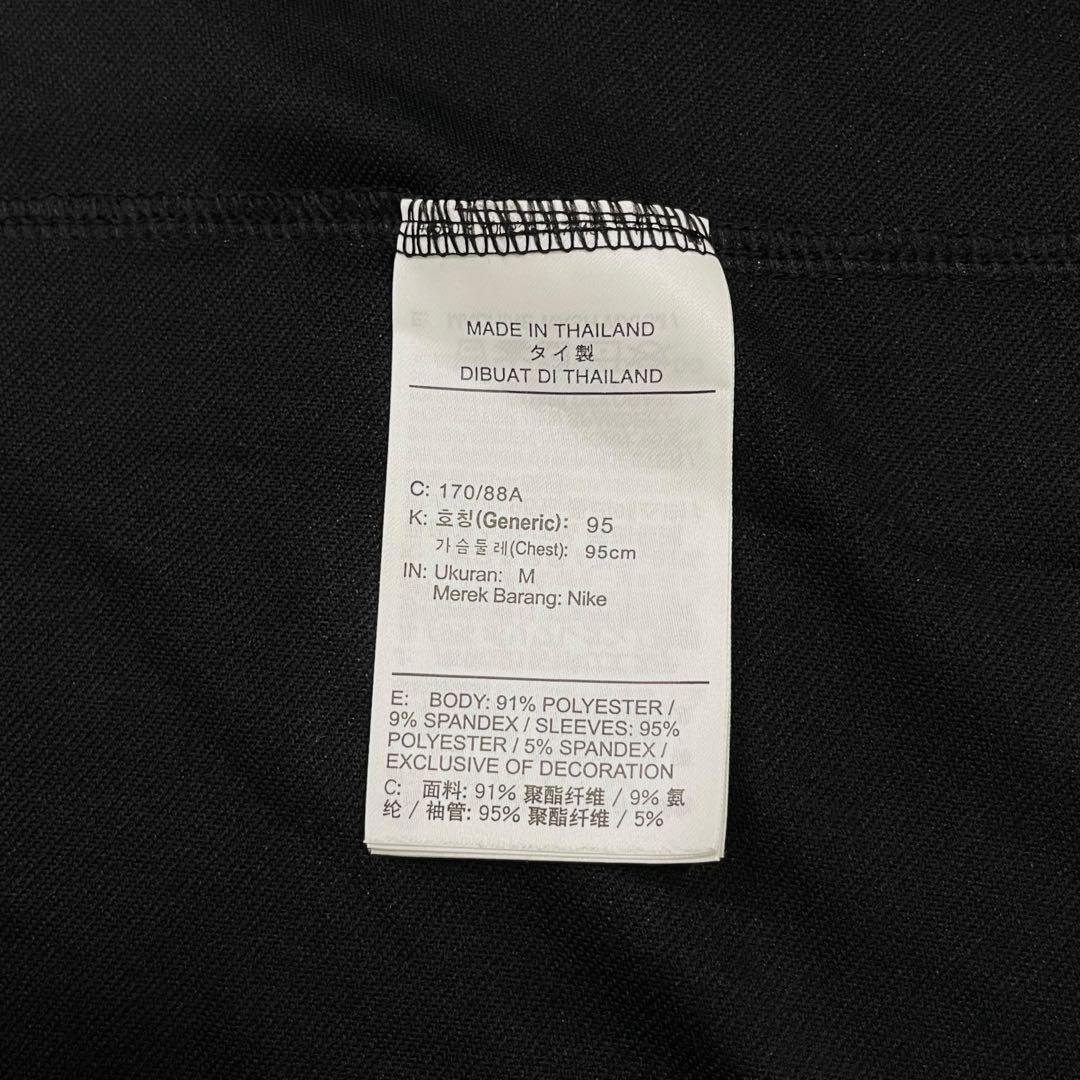 MADE IN THAILAND
タイ製
DIBUAT DI THAILAND
C: 170/88A
K: 호칭(Generic): 95
가슴둘레(Chest): 95cm
IN: Ukuran: M
Merek Barang: Nike
E: BODY: 91% POLYESTER /
9% SPANDEX / SLEEVES: 95%
POLYESTER / 5% SPANDEX /
EXCLUSIVE OF DECORATION
C: 面料: 91% 聚酯纤维 / 9% 氨
纶 / 袖管: 95% 聚酯纤维 / 5%